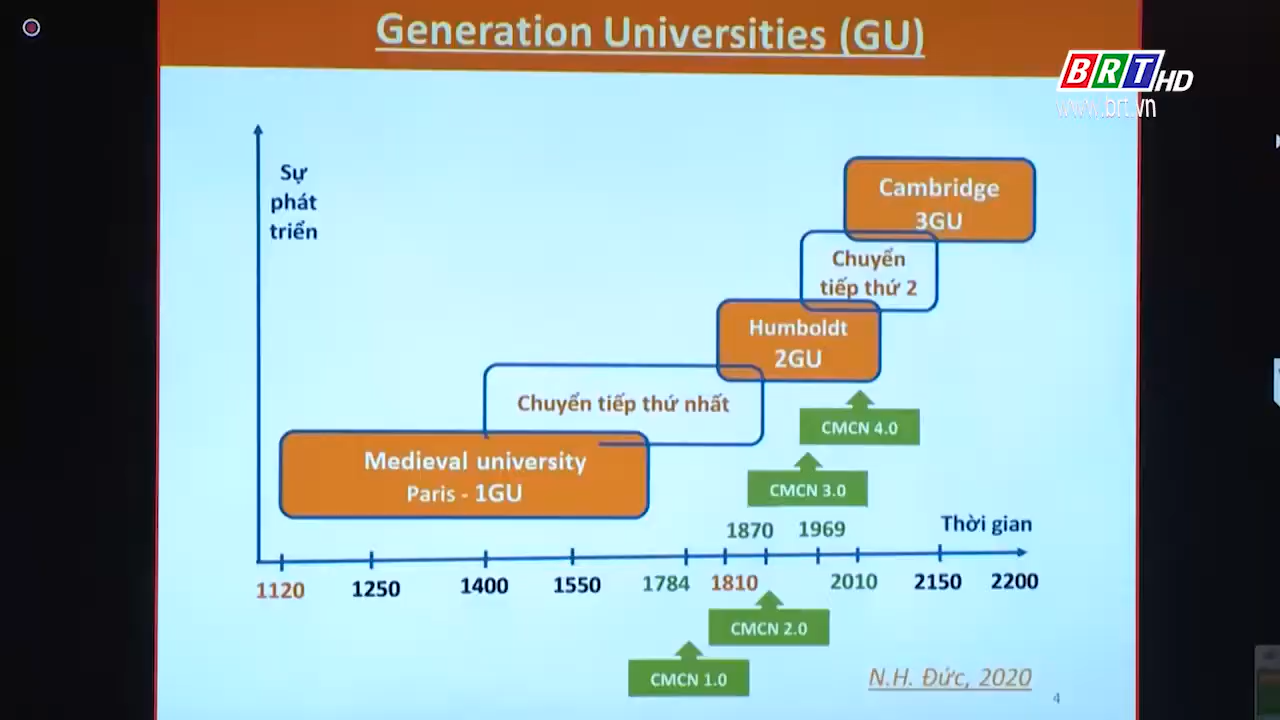 Generation Universities (GU)
BRT HD
www.brt.vn
Sự
phát
triển
Cambridge
3GU
Chuyển
tiếp thứ 2
Humboldt
2GU
Chuyển tiếp thứ nhất
CMCN 4.0
Medieval university
Paris - 1GU
CMCN 3.0
1870 1969 Thời gian
1120 1250 1400 1550 1784 1810 2010 2150 2200
CMCN 2.0
CMCN 1.0
N.H. Đức, 2020
4